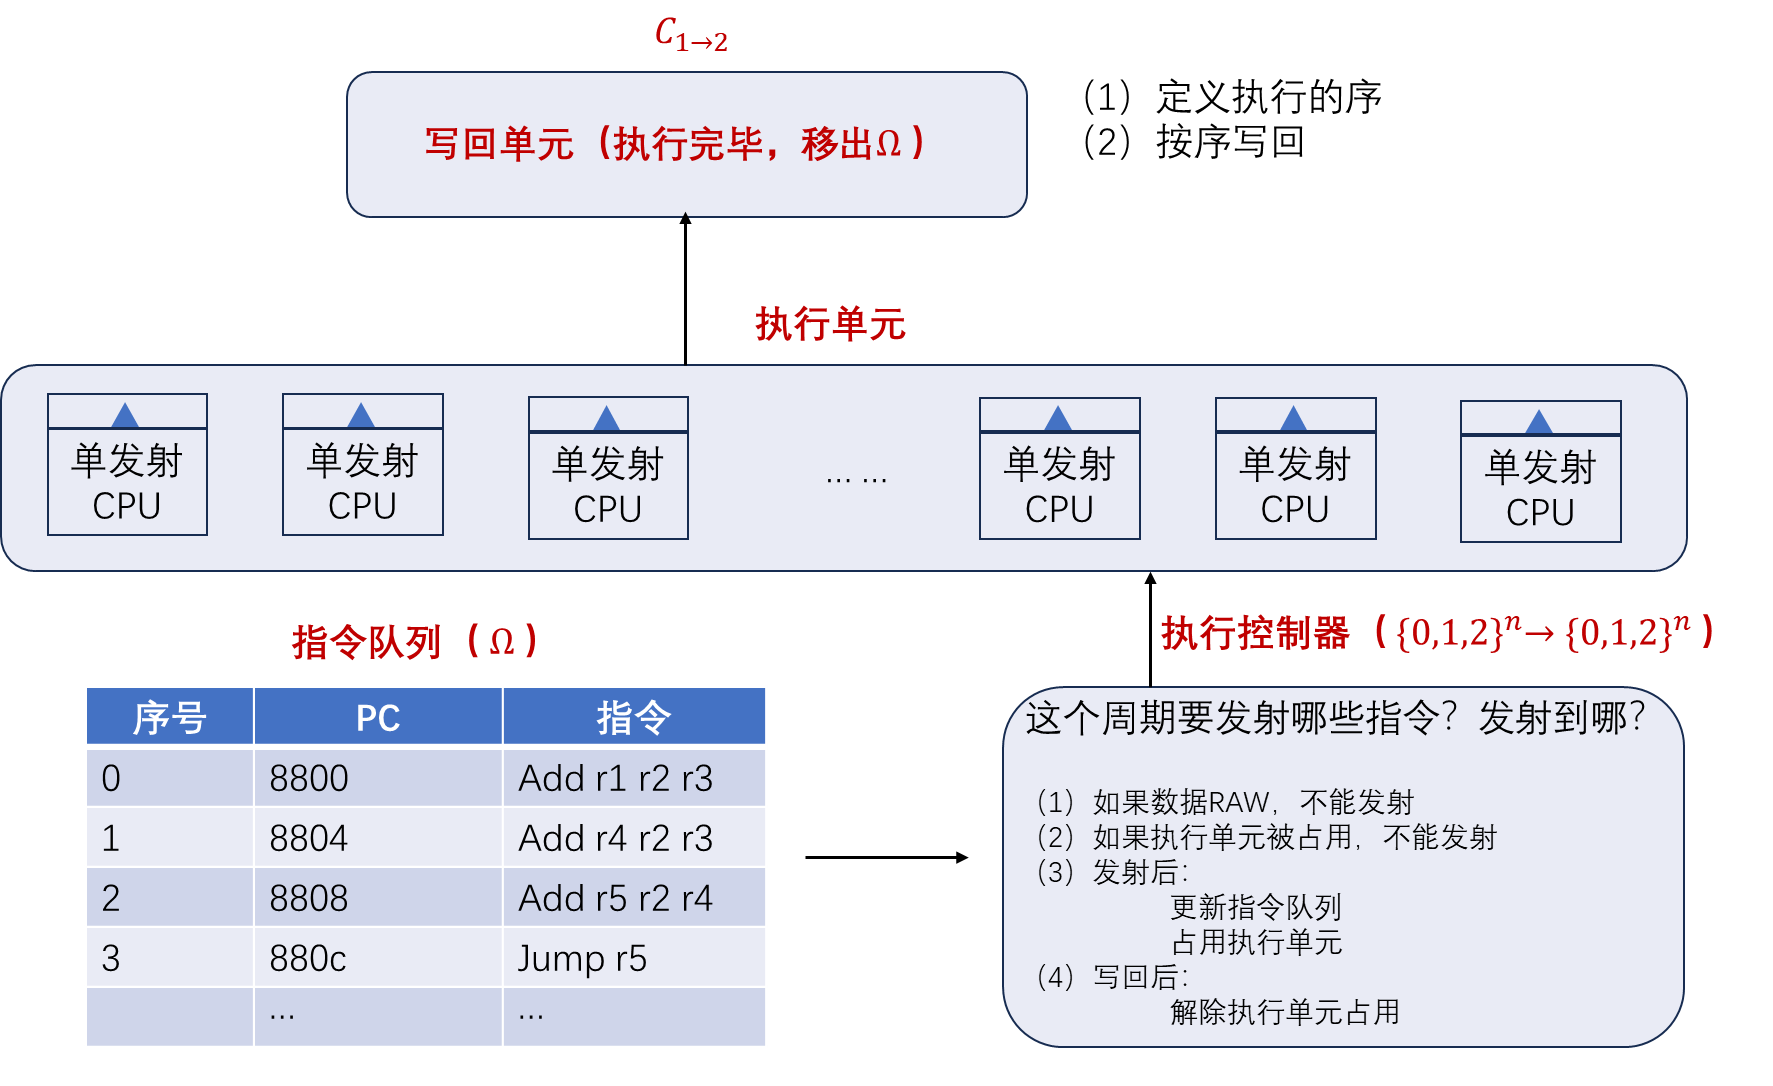 C₁→₂
写回单元（执行完毕，移出Ω）
（1）定义执行的序
（2）按序写回
执行单元
单发射
CPU
单发射
CPU
单发射
CPU
... ...
单发射
CPU
单发射
CPU
单发射
CPU
指令队列（Ω）
序号 PC 指令
0 8800 Add r1 r2 r3
1 8804 Add r4 r2 r3
2 8808 Add r5 r2 r4
3 880c Jump r5
... ...
执行控制器（{0,1,2}ⁿ→ {0,1,2}ⁿ）
这个周期要发射哪些指令？发射到哪？
（1）如果数据RAW，不能发射
（2）如果执行单元被占用，不能发射
（3）发射后：
更新指令队列
占用执行单元
（4）写回后：
解除执行单元占用